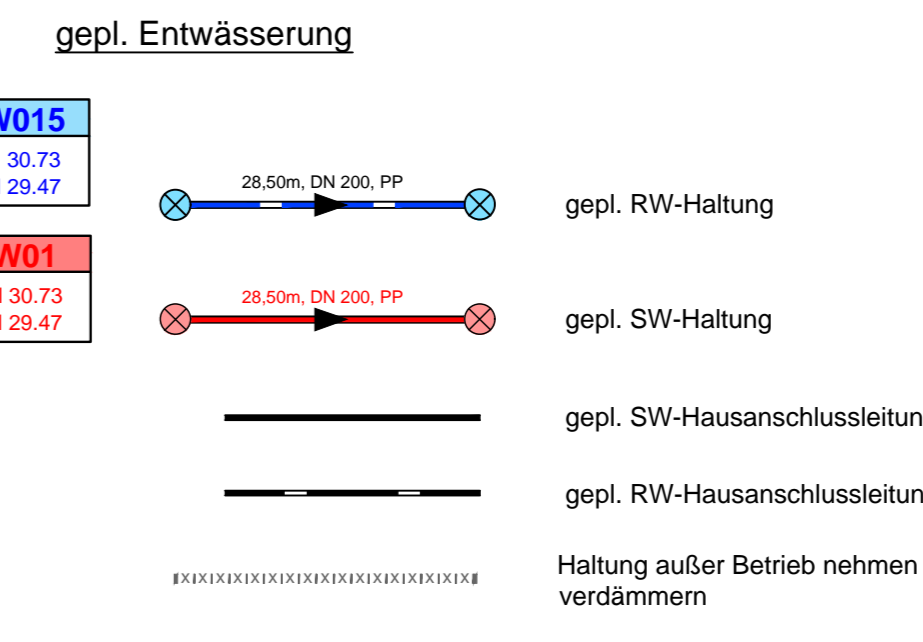 gepl. Entwässerung
W015
30.73
29.47
28,50m, DN 200, PP
gepl. RW-Haltung
W01
30.73
29.47
28,50m, DN 200, PP
gepl. SW-Haltung
gepl. SW-Hausanschlussleitun
gepl. RW-Hausanschlussleitun
Haltung außer Betrieb nehmen
verdämmern